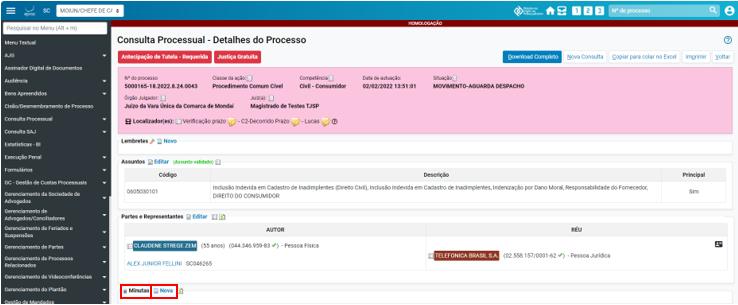 eproc SC MOIJUN/CHEFE DE C/ 1 2 3 Nº de processo
HOMOLOGAÇÃO
Pesquisar no Menu (Alt + m)
Menu Textual
AJG
Assinador Digital de Documentos
Audiência
Bens Apreendidos
Cisão/Desmembramento de Processo
Consulta Processual
Consulta SAJ
Estatísticas - BI
Execução Penal
Formulários
GC - Gestão de Custas Processuais
Gerenciamento da Sociedade de
Advogados
Gerenciamento de
Advogados/Conciliadores
Gerenciamento de Feriados e
Suspensões
Gerenciamento de Partes
Gerenciamento de Processos
Relacionados
Gerenciamento de Videoconferências
Gerenciamento do Plantão
Gestão de Mandados
Consulta Processual - Detalhes do Processo
Antecipação de Tutela - Requerida Justiça Gratuita Download Completo Nova Consulta Copiar para colar no Excel Imprimir Voltar
Nº do processo Classe da ação: Competência: Data de autuação: Situação:
5000165-18.2022.8.24.0043 Procedimento Comum Cível Cível - Consumidor 02/02/2022 13:51:01 MOVIMENTO-AGUARDA DESPACHO
Órgão Julgador: Juiz(a):
Juízo da Vara Única da Comarca de Mondaí Magistrado de Testes TJSP
Localizador(es): Verificação prazo - C2-Decorrido Prazo - Lucas
Lembretes Novo
Assuntos Editar (Assunto validado)
Código Descrição Principal
0605030101 Inclusão Indevida em Cadastro de Inadimplentes (Direito Civil), Inclusão Indevida em Cadastro de Inadimplentes, Indenização por Dano Moral, Responsabilidade do Fornecedor, Sim
DIREITO DO CONSUMIDOR
Partes e Representantes Editar
AUTOR RÉU
CLAUDENE STREGE ZEM (55 anos) (044.346.959-83 ✓) - Pessoa Física
TELEFONICA BRASIL S.A. (02.558.157/0001-62 ✓) - Pessoa Jurídica
ALEX JUNIOR FELLINI SC046265
Minutas Nova